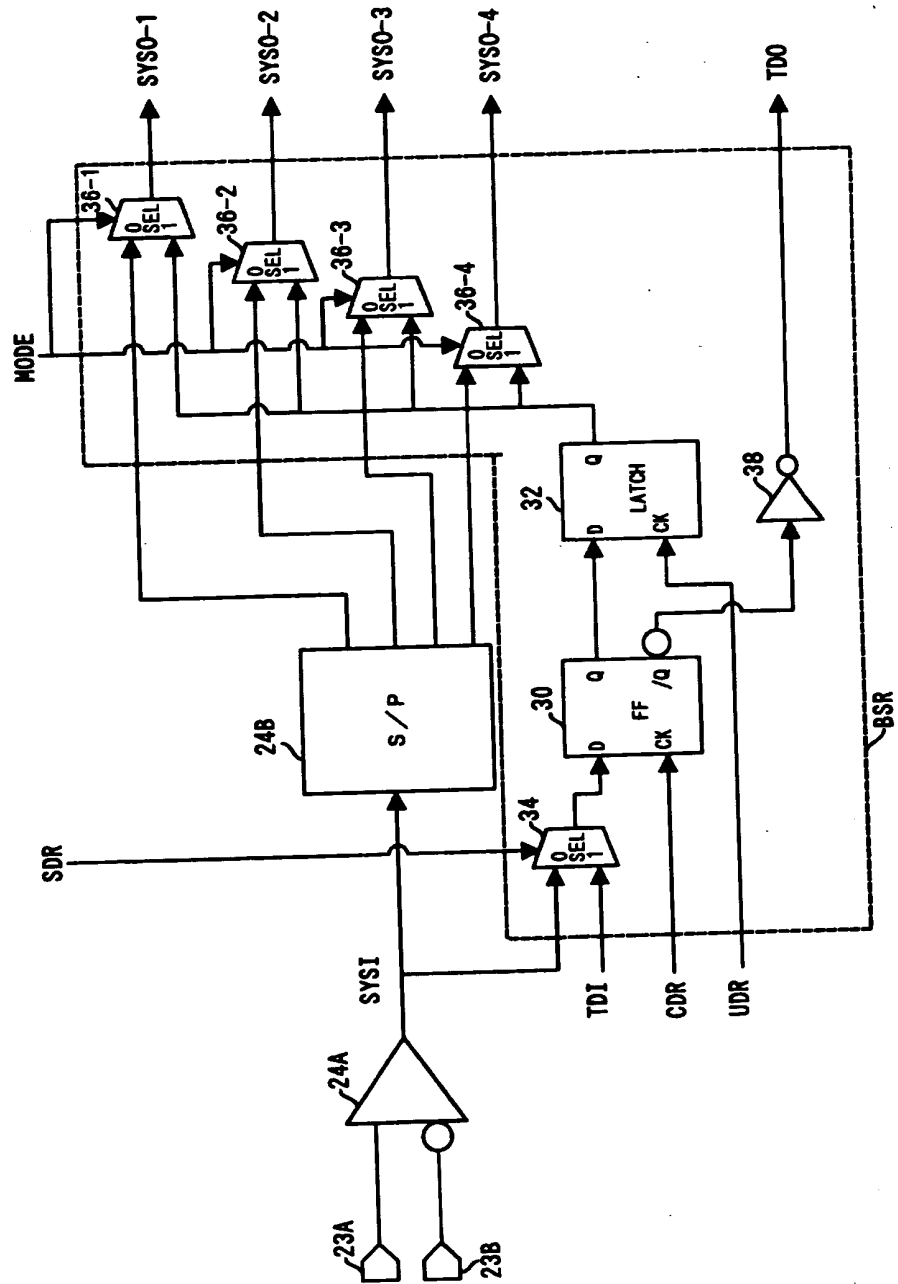 MODE
SDR
23A
23B
24A
SYSI
24B
S/P
36-1
0
SEL
1
36-2
0
SEL
1
36-3
0
SEL
1
36-4
0
SEL
1
SYSO-1
SYSO-2
SYSO-3
SYSO-4
TDO
TDI
CDR
UDR
34
0
SEL
1
30
D
Q
FF
CK
/Q
32
D
Q
LATCH
CK
38
BSR